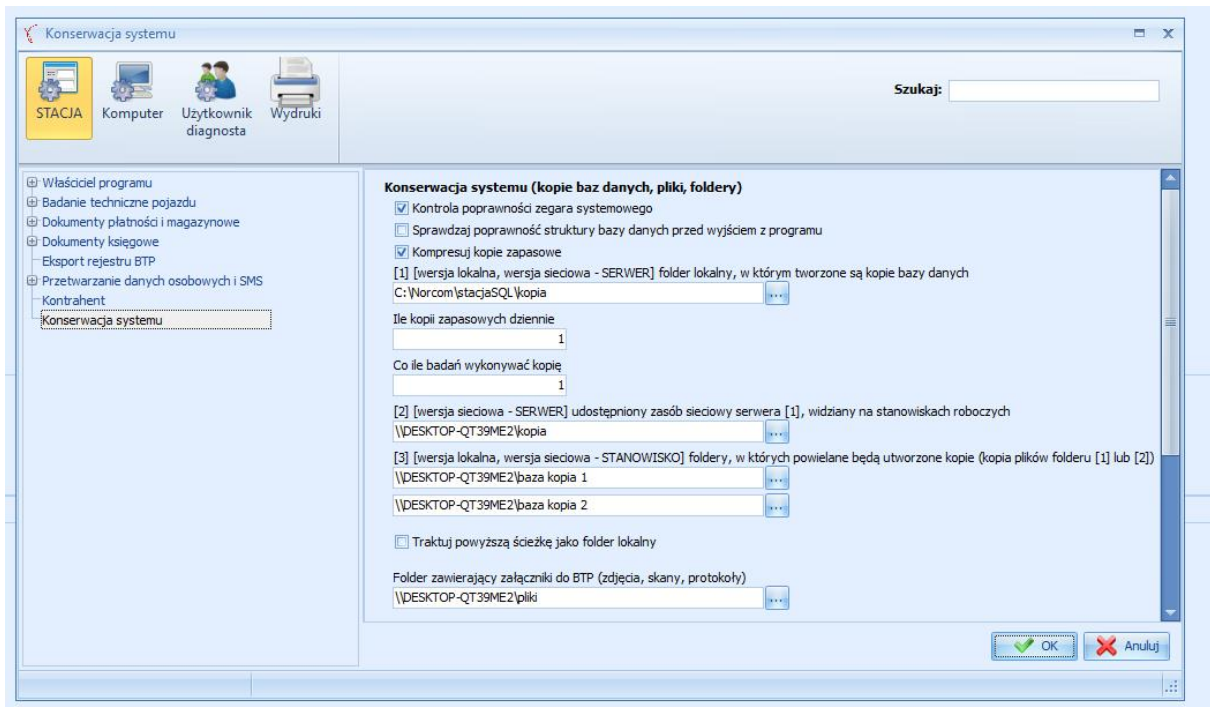 Konserwacja systemu
STACJA
Komputer
Użytkownik
diagnosta
Wydruki
Szukaj:
Właściciel programu
Badanie techniczne pojazdu
Dokumenty płatności i magazynowe
Dokumenty księgowe
Eksport rejestru BTP
Przetwarzanie danych osobowych i SMS
Kontrahent
Konserwacja systemu
Konserwacja systemu (kopie baz danych, pliki, foldery)
Kontrola poprawności zegara systemowego
Sprawdzaj poprawność struktury bazy danych przed wyjściem z programu
Kompresuj kopie zapasowe
[1] [wersja lokalna, wersja sieciowa - SERWER] folder lokalny, w którym tworzone są kopie bazy danych
C:\Norcom\stacjaSQL\kopia
...
Ile kopii zapasowych dziennie
1
Co ile badań wykonywać kopię
1
[2] [wersja sieciowa - SERWER] udostępniony zasób sieciowy serwera [1], widziany na stanowiskach roboczych
\\DESKTOP-QT39ME2\kopia
...
[3] [wersja lokalna, wersja sieciowa - STANOWISKO] foldery, w których powielane będą utworzone kopie (kopia plików folderu [1] lub [2])
\\DESKTOP-QT39ME2\baza kopia 1
...
\\DESKTOP-QT39ME2\baza kopia 2
...
Traktuj powyższą ścieżkę jako folder lokalny
Folder zawierający załączniki do BTP (zdjęcia, skany, protokoły)
\\DESKTOP-QT39ME2\pliki
...
OK
Anuluj